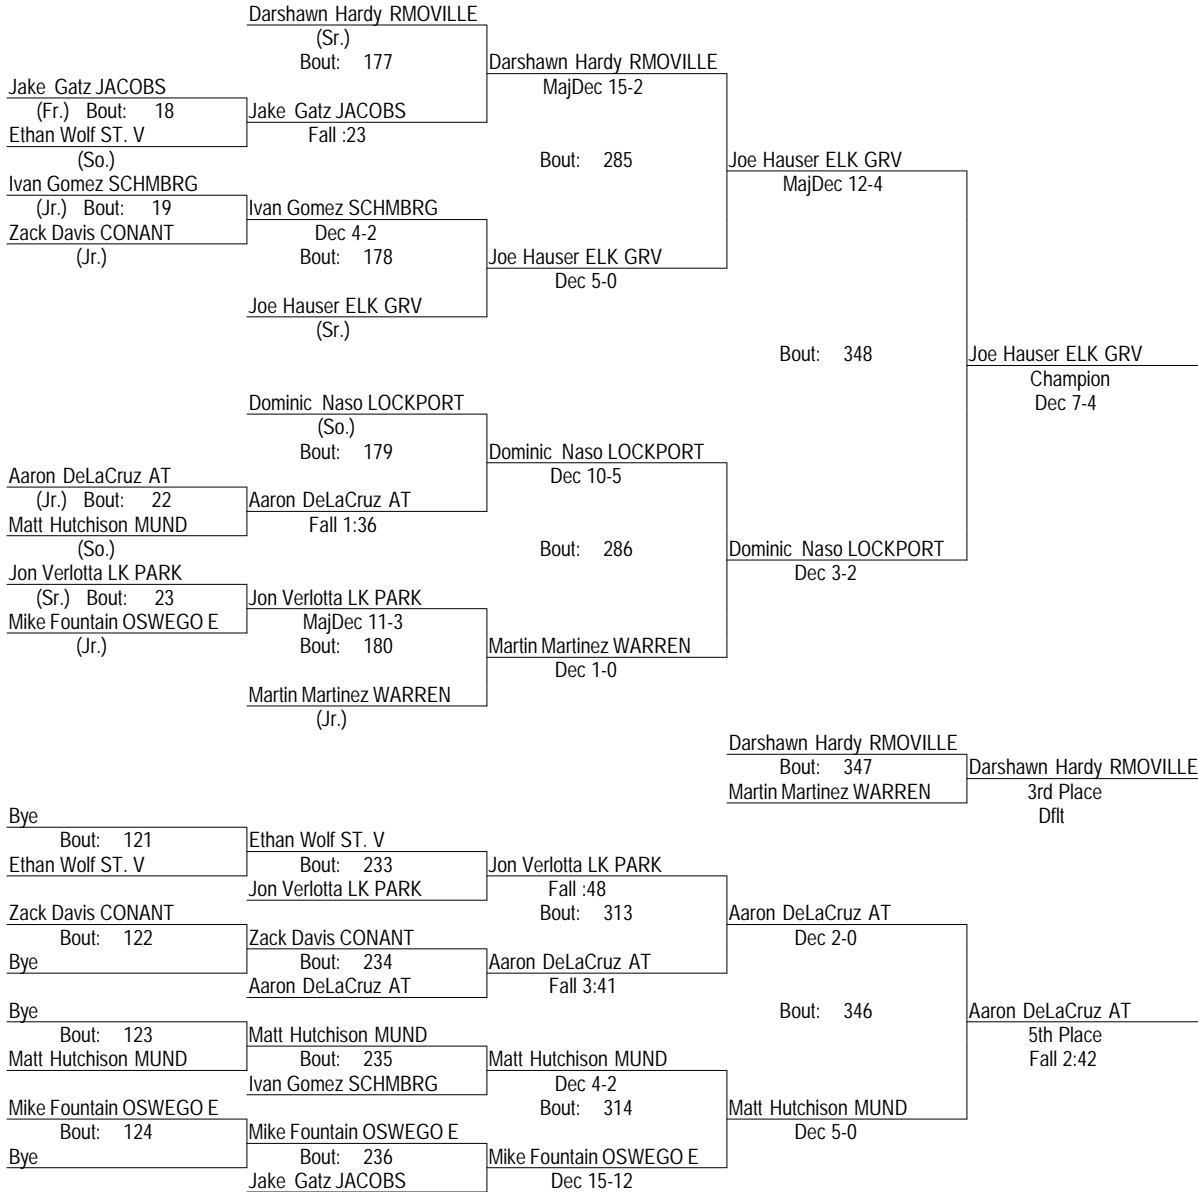 Darshawn Hardy RMOVILLE
(Sr.)
Bout: 177
Darshawn Hardy RMOVILLE
MajDec 15-2
Jake Gatz JACOBS
(Fr.) Bout: 18
Jake Gatz JACOBS
Fall :23
Ethan Wolf ST. V
(So.)
Bout: 285
Joe Hauser ELK GRV
MajDec 12-4
Ivan Gomez SCHMBRG
(Jr.) Bout: 19
Ivan Gomez SCHMBRG
Dec 4-2
Zack Davis CONANT
(Jr.)
Bout: 178
Joe Hauser ELK GRV
Dec 5-0
Joe Hauser ELK GRV
(Sr.)
Bout: 348
Joe Hauser ELK GRV
Champion
Dec 7-4
Dominic Naso LOCKPORT
(So.)
Bout: 179
Dominic Naso LOCKPORT
Dec 10-5
Aaron DeLaCruz AT
(Jr.) Bout: 22
Aaron DeLaCruz AT
Fall 1:36
Matt Hutchison MUND
(So.)
Bout: 286
Dominic Naso LOCKPORT
Dec 3-2
Jon Verlotta LK PARK
(Sr.) Bout: 23
Jon Verlotta LK PARK
MajDec 11-3
Mike Fountain OSWEGO E
(Jr.)
Bout: 180
Martin Martinez WARREN
Dec 1-0
Martin Martinez WARREN
(Jr.)
Darshawn Hardy RMOVILLE
Bout: 347
Darshawn Hardy RMOVILLE
Martin Martinez WARREN
3rd Place
Dflt
Bye
Bout: 121
Ethan Wolf ST. V
Ethan Wolf ST. V
Bout: 233
Jon Verlotta LK PARK
Jon Verlotta LK PARK
Fall :48
Bout: 313
Aaron DeLaCruz AT
Dec 2-0
Zack Davis CONANT
Bout: 122
Zack Davis CONANT
Bye
Bout: 234
Aaron DeLaCruz AT
Aaron DeLaCruz AT
Fall 3:41
Bye
Bout: 123
Matt Hutchison MUND
Bout: 346
Aaron DeLaCruz AT
5th Place
Fall 2:42
Matt Hutchison MUND
Bout: 235
Matt Hutchison MUND
Ivan Gomez SCHMBRG
Dec 4-2
Bout: 314
Matt Hutchison MUND
Dec 5-0
Mike Fountain OSWEGO E
Bout: 124
Mike Fountain OSWEGO E
Bye
Bout: 236
Mike Fountain OSWEGO E
Jake Gatz JACOBS
Dec 15-12